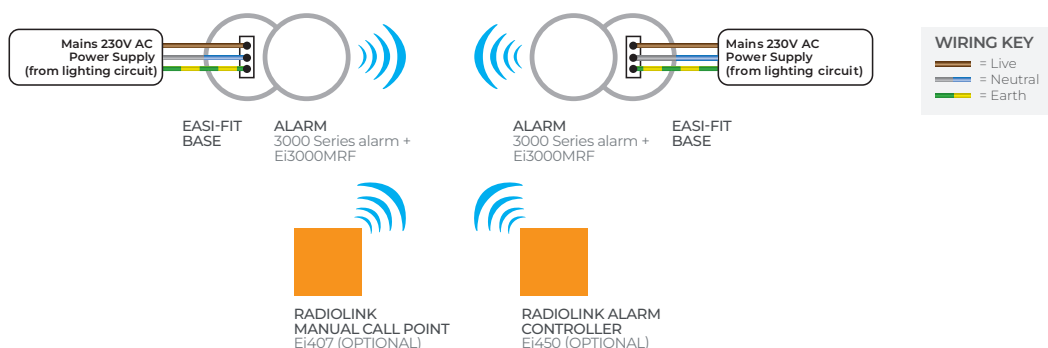 Mains 230V AC
Power Supply
(from lighting circuit)
EASI-FIT
BASE
ALARM
3000 Series alarm +
Ei3000MRF
ALARM
3000 Series alarm +
Ei3000MRF
EASI-FIT
BASE
Mains 230V AC
Power Supply
(from lighting circuit)
WIRING KEY
= Live
= Neutral
= Earth
RADIOLINK
MANUAL CALL POINT
Ei407 (OPTIONAL)
RADIOLINK ALARM
CONTROLLER
Ei450 (OPTIONAL)